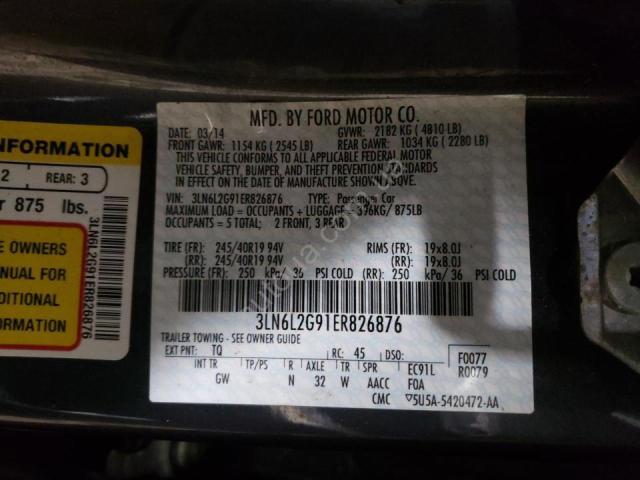 MFD. BY FORD MOTOR CO.
DATE: 03/14 GVWR: 2182 KG ( 4810 LB)
FRONT GAWR: 1154 KG ( 2545 LB) REAR GAWR: 1034 KG ( 2280 LB)
THIS VEHICLE CONFORMS TO ALL APPLICABLE FEDERAL MOTOR
VEHICLE SAFETY, BUMPER, AND THEFT PREVENTION STANDARDS
IN EFFECT ON THE DATE OF MANUFACTURE SHOWN ABOVE.
VIN: 3LN6L2G91ER826876 TYPE: Passenger Car
MAXIMUM LOAD = OCCUPANTS + LUGGAGE = 396KG/ 875LB
OCCUPANTS = 5 TOTAL; 2 FRONT, 3 REAR
TIRE (FR): 245/40R19 94V RIMS (FR): 19x8.0J
(RR): 245/40R19 94V (RR): 19x8.0J
PRESSURE (FR): 250 kPa/ 36 PSI COLD (RR) 250 kPa/ 36 PSI COLD
3LN6L2G91ER826876
TRAILER TOWING - SEE OWNER GUIDE
EXT PNT: TQ RC: 45 DSO: F0077
INT TR TP/PS R AXLE TR SPR EC91L R0079
GW N 32 W AACC FOA
CMC ▽5U5A-5420472-AA
INFORMATION
2 REAR: 3
r 875 lbs.
E OWNERS
ANUAL FOR
DDITIONAL
FORMATION
3LN6L2G91ER826876